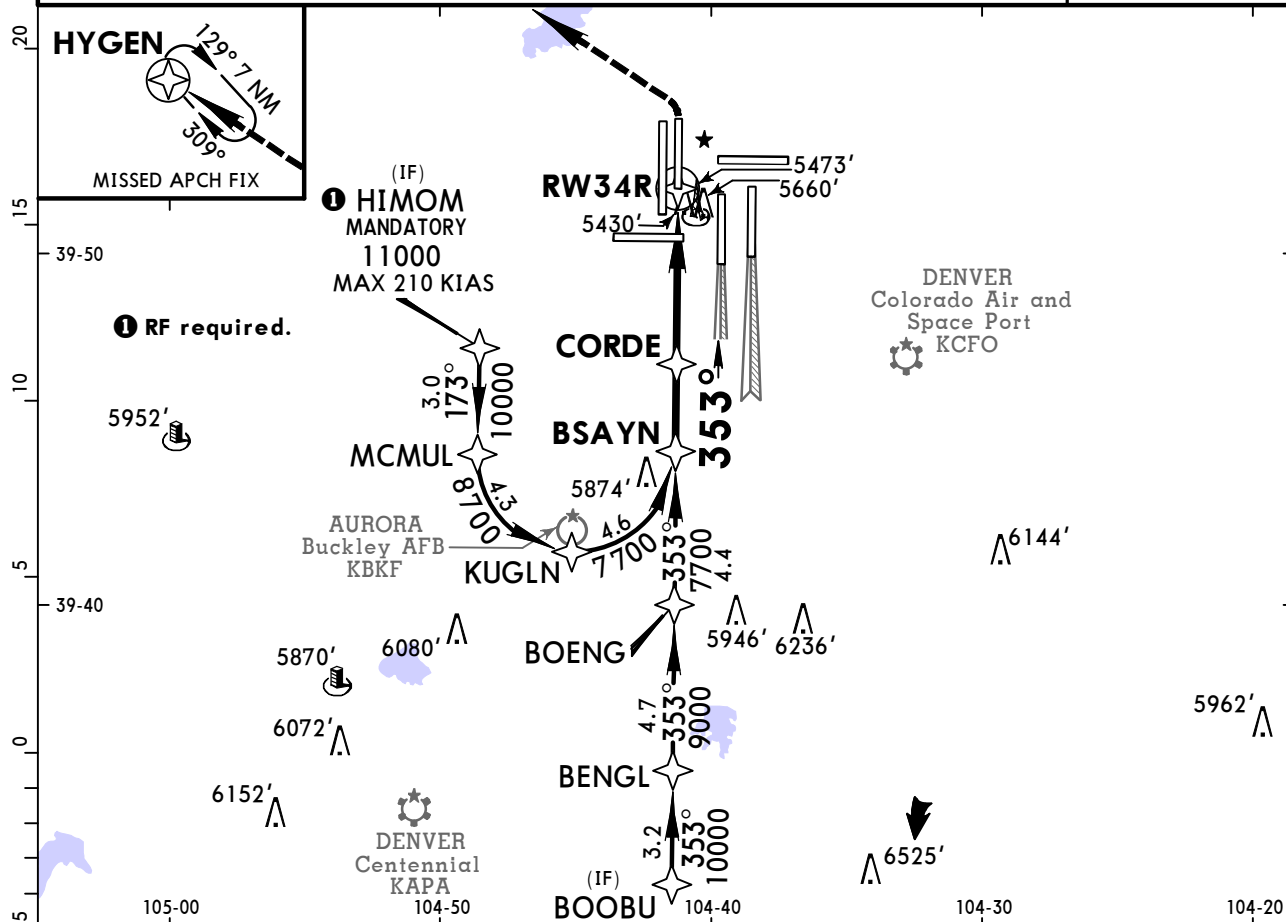 20
HYGEN
129° 7 NM
309°
MISSED APCH FIX
(IF)
1 HIMOM
MANDATORY
11000
MAX 210 KIAS
RW34R
5473'
5660'
5430'
15
39-50
1 RF required.
DENVER
Colorado Air and
Space Port
KCFO
CORDE
353°
3.0
173°
10000
10
5952'
BSAYN
MCMUL
5874'
4.3
8700
4.6
7700
AURORA
Buckley AFB
KBKF
KUGLN
353°
7700
4.4
6144'
5
39-40
6080'
5946'
6236'
BOENG
5870'
4.7
353°
9000
5962'
6072'
0
BENGL
6152'
DENVER
Centennial
KAPA
3.2
353°
10000
6525'
(IF)
BOOBU
5
105-00
104-50
104-40
104-30
104-20